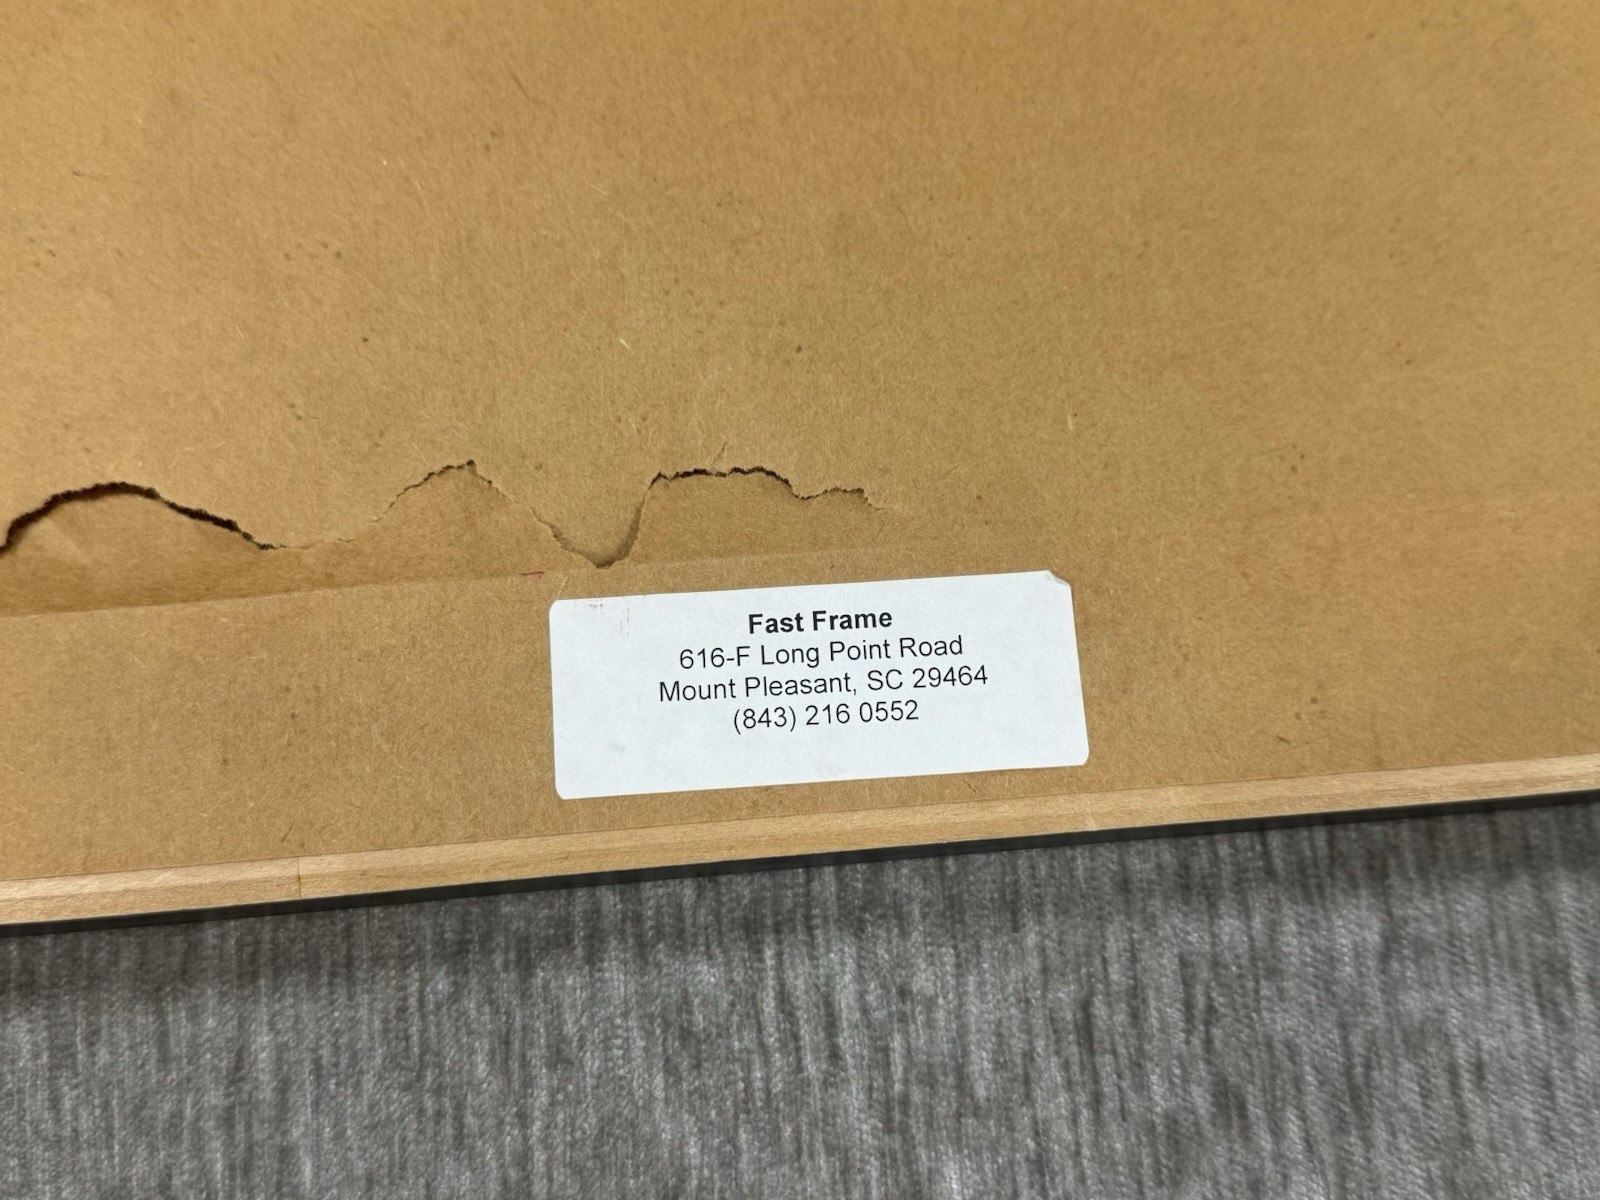 Fast Frame
616-F Long Point Road
Mount Pleasant, SC 29464
(843) 216 0552